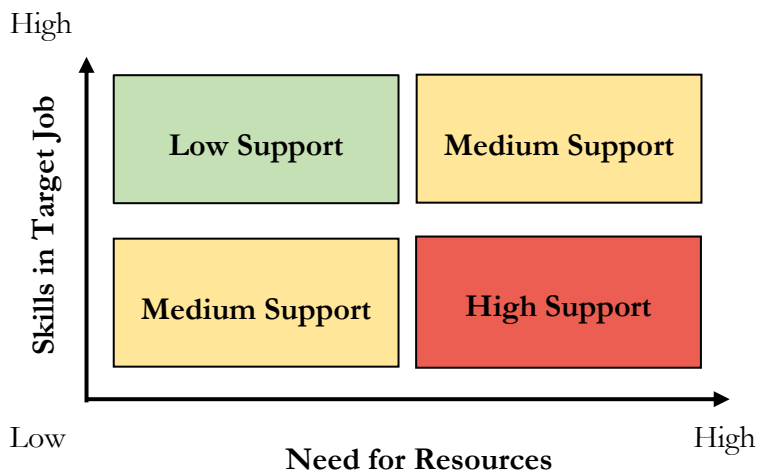 High
Skills in Target Job
Low Support
Medium Support
Medium Support
High Support
Low
High
Need for Resources